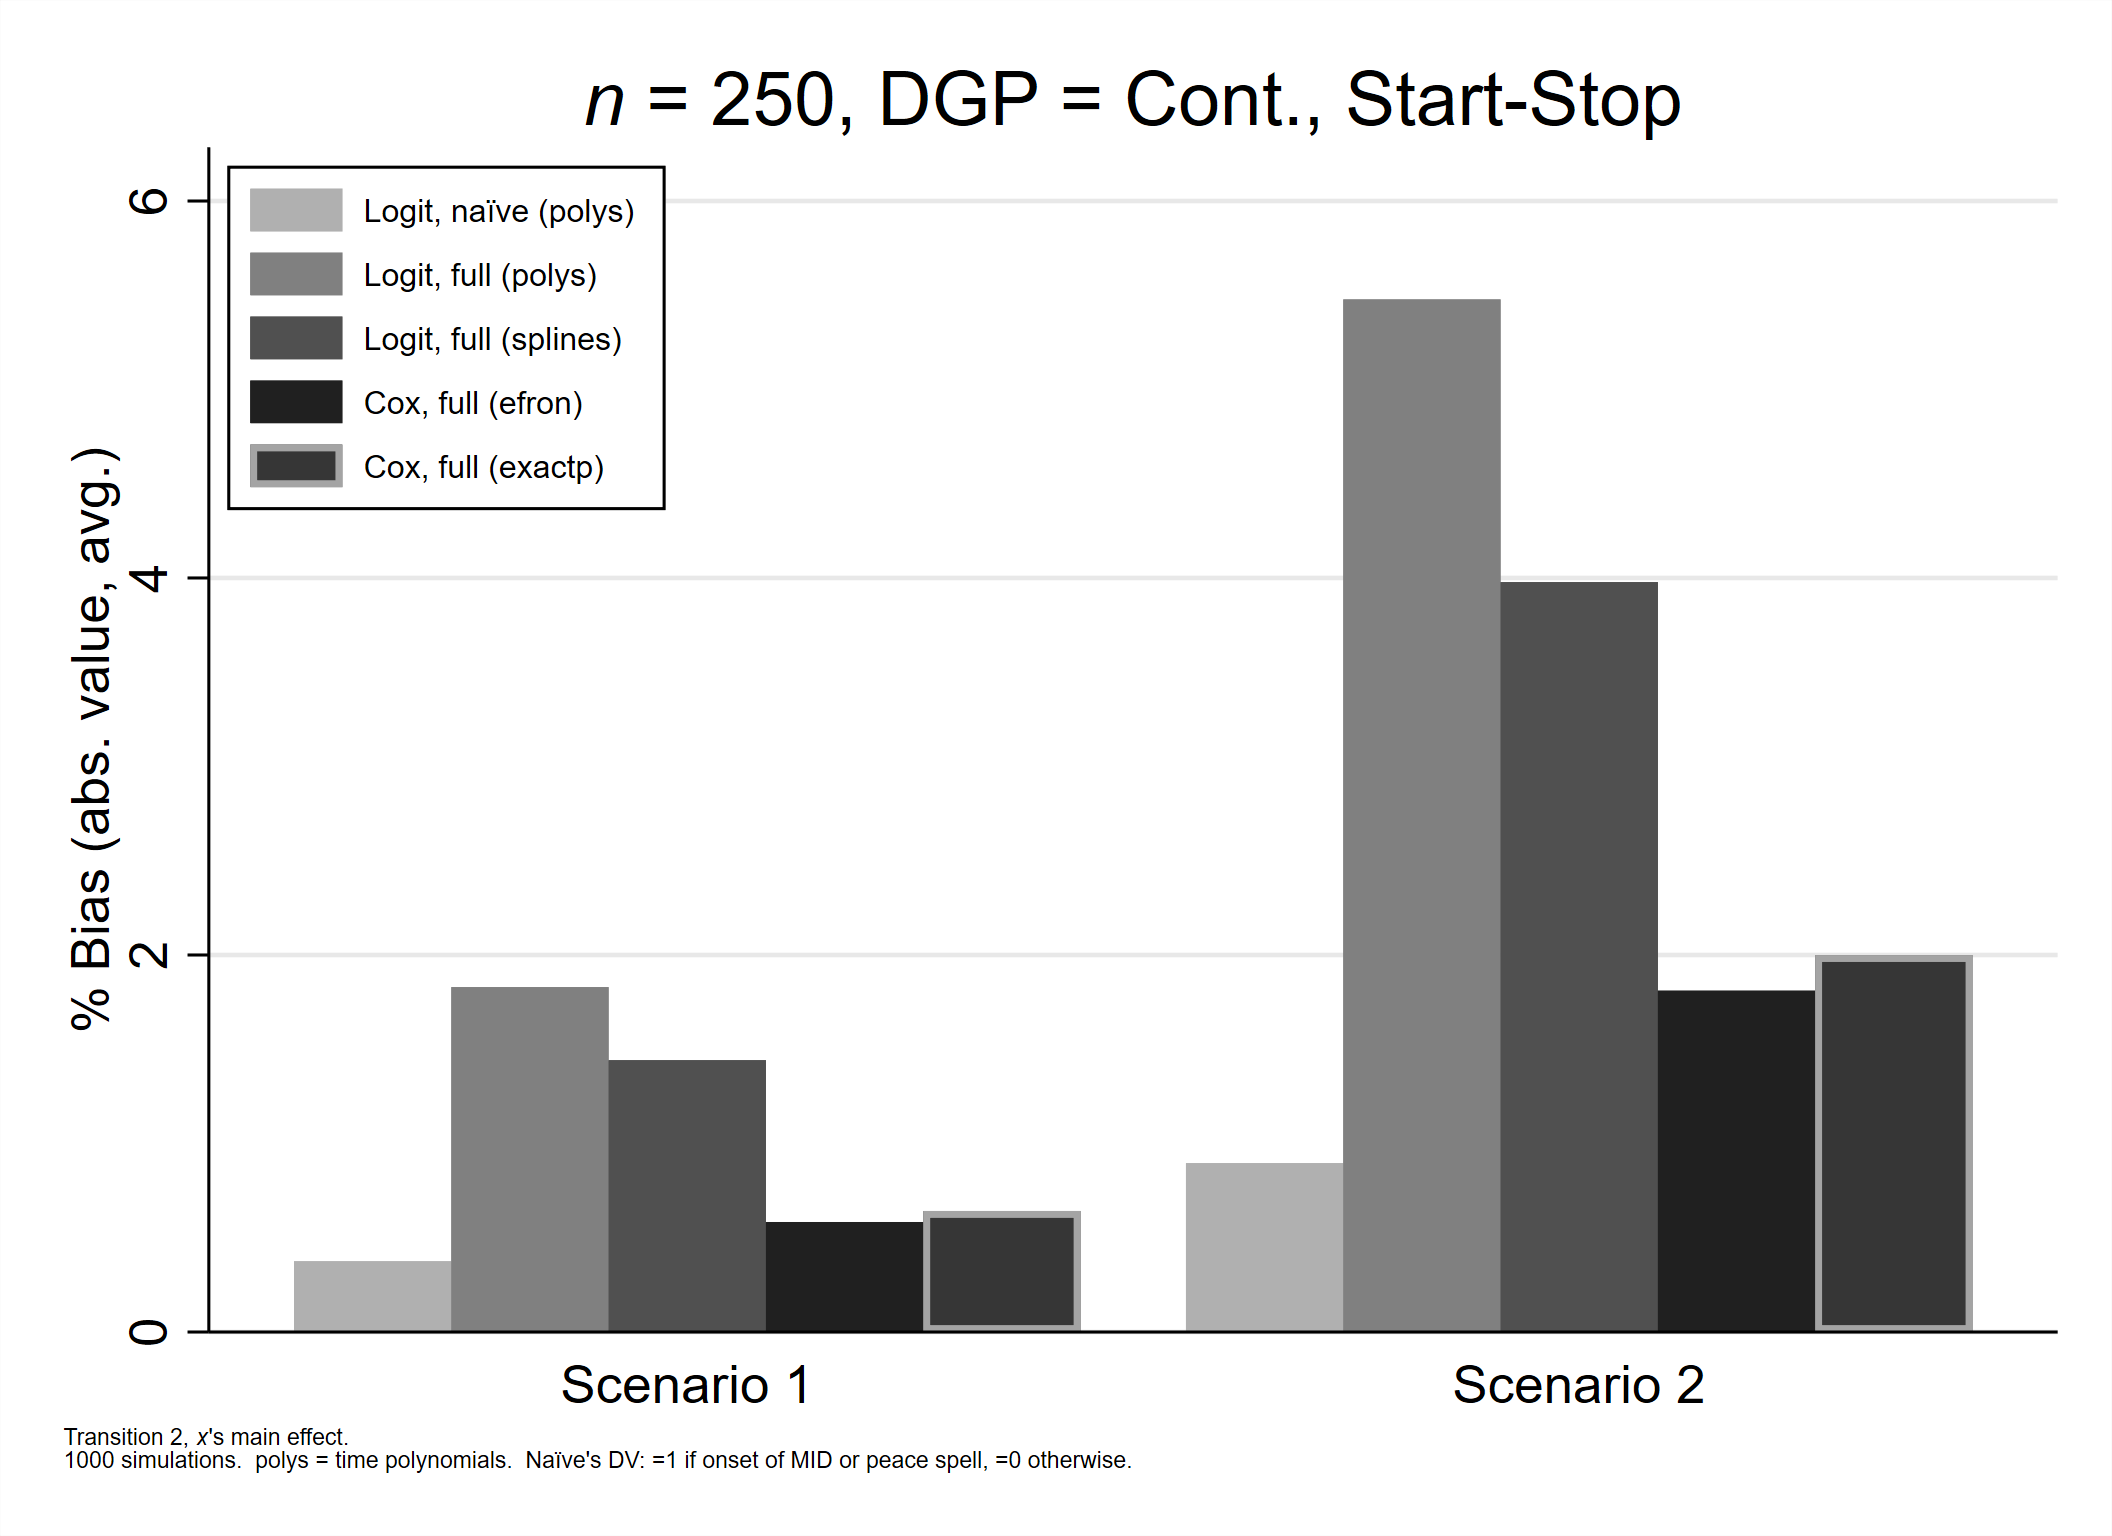 n = 250, DGP = Cont., Start-Stop
Logit, naïve (polys)
Logit, full (polys)
Logit, full (splines)
Cox, full (efron)
Cox, full (exactp)
% Bias (abs. value, avg.)
6
4
2
0
Scenario 1
Scenario 2
Transition 2, x's main effect.
1000 simulations.  polys = time polynomials.  Naïve's DV: =1 if onset of MID or peace spell, =0 otherwise.